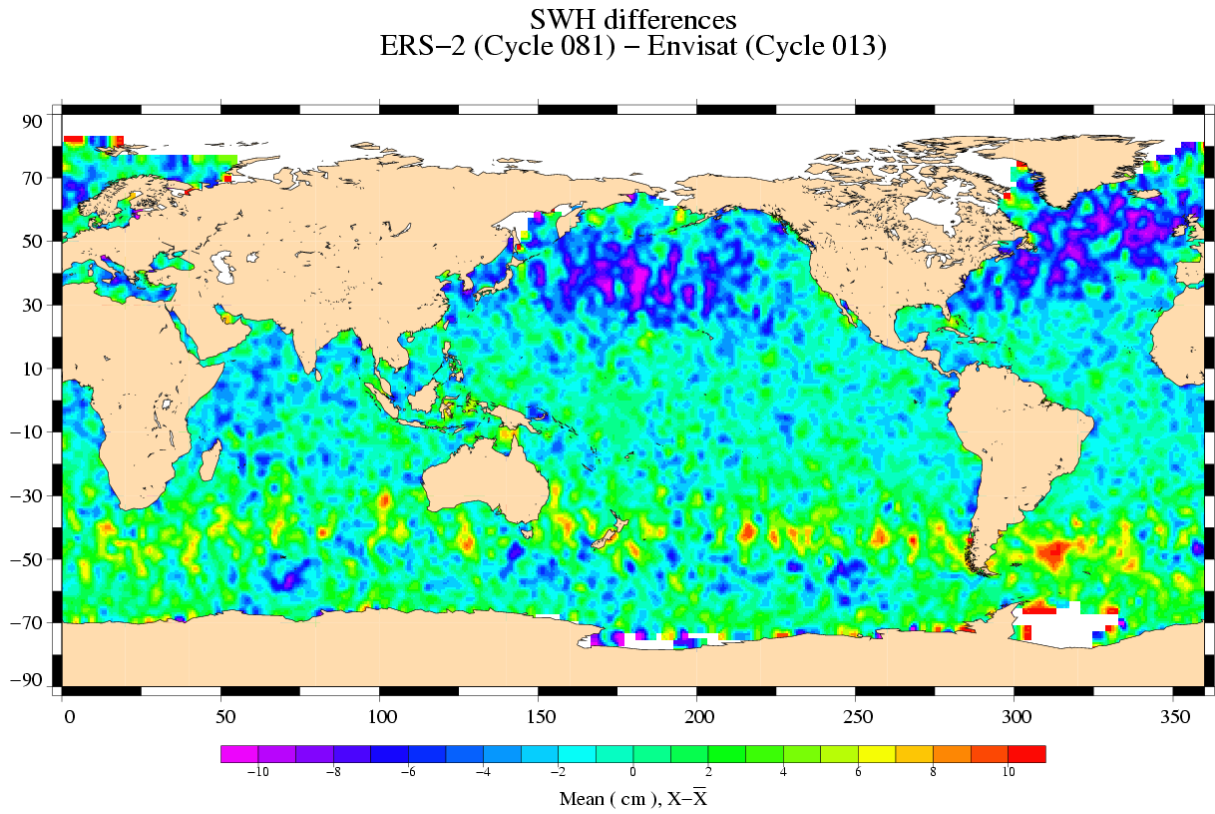 SWH differences
ERS−2 (Cycle 081) − Envisat (Cycle 013)
90
70
50
30
10
−10
−30
−50
−70
−90
0 50 100 150 200 250 300 350
−10 −8 −6 −4 −2 0 2 4 6 8 10
Mean ( cm ), X−X̅